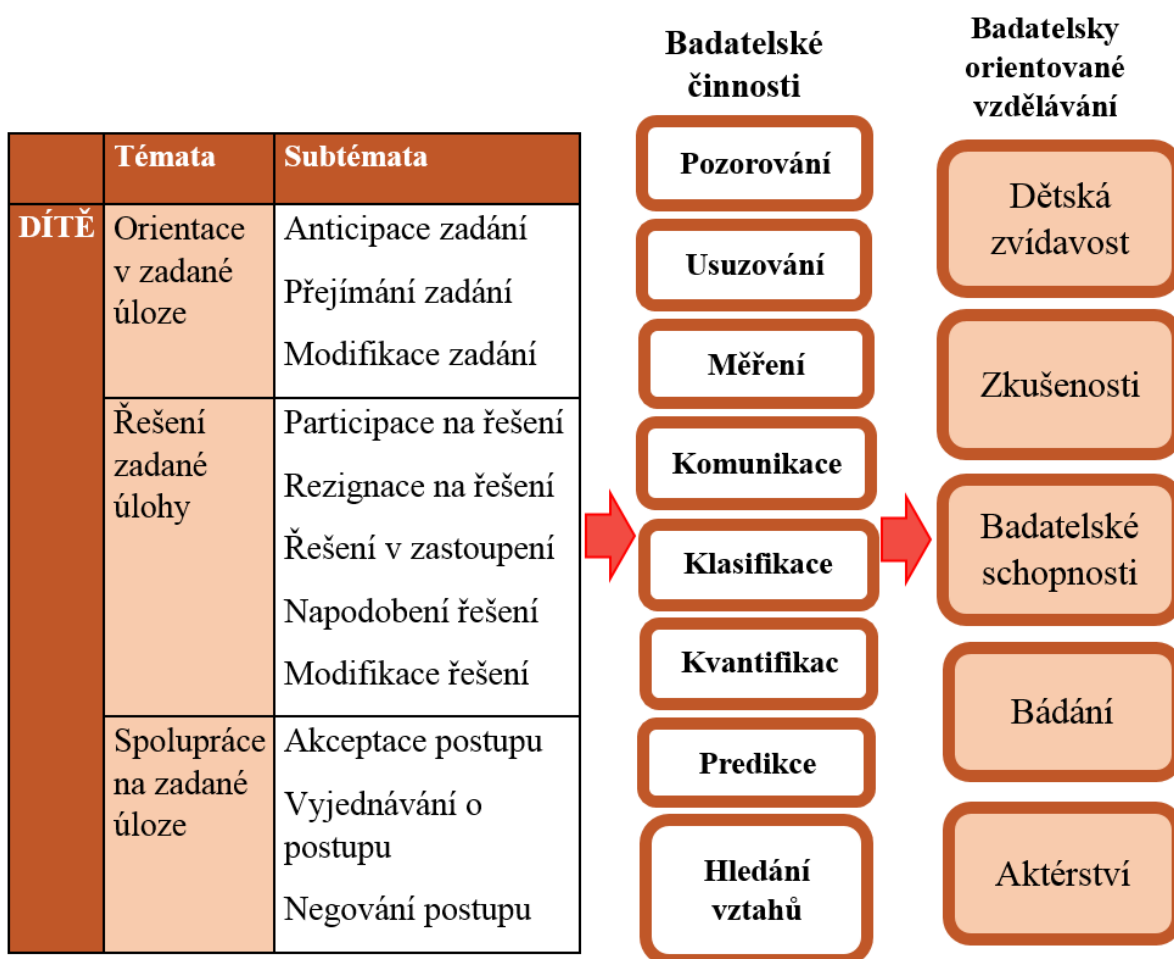 Témata
Subtémata
DÍTĚ
Orientace
v zadané
úloze
Anticipace zadání
Přejímání zadání
Modifikace zadání
Řešení
zadané
úlohy
Participace na řešení
Rezignace na řešení
Řešení v zastoupení
Napodobení řešení
Modifikace řešení
Spolupráce
na zadané
úloze
Akceptace postupu
Vyjednávání o
postupu
Negování postupu
Badatelské
činnosti
Pozorování
Usuzování
Měření
Komunikace
Klasifikace
Kvantifikac
Predikce
Hledání
vztahů
Badatelsky
orientované
vzdělávání
Dětská
zvídavost
Zkušenosti
Badatelské
schopnosti
Bádání
Aktérství